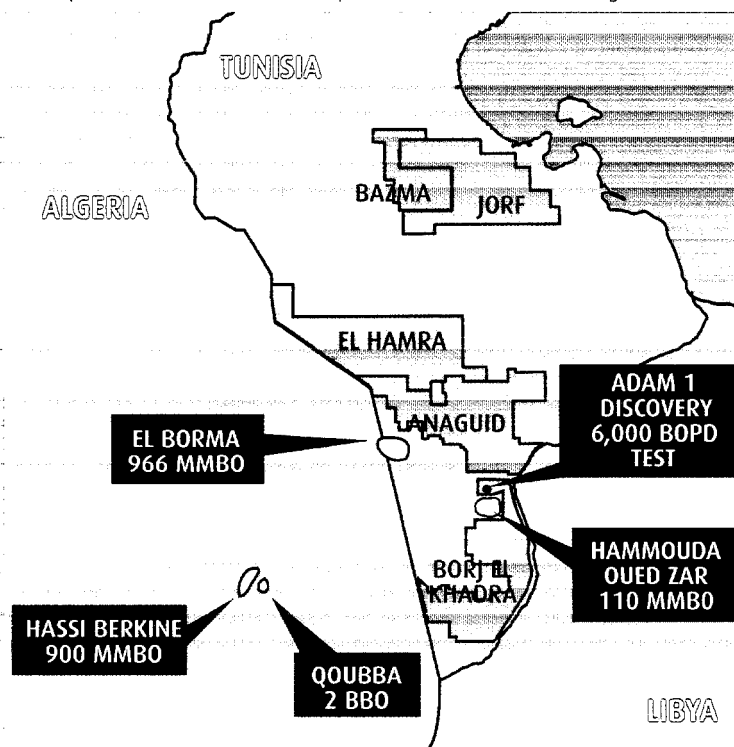 TUNISIA
ALGERIA
BAZMA
JORF
EL HAMRA
ANAGUID
ADAM 1
DISCOVERY
6,000 BOPD
TEST
EL BORMA
966 MMBO
HAMMOUDA
OUED ZAR
110 MMBO
BORJ EL
KHADRA
HASSI BERKINE
900 MMBO
QOUBBA
2 BBO
LIBYA